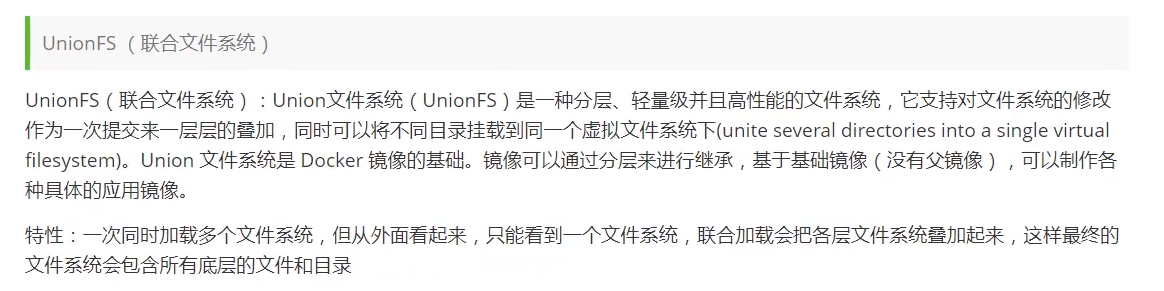 UnionFS （联合文件系统）
UnionFS（联合文件系统）：Union文件系统（UnionFS）是一种分层、轻量级并且高性能的文件系统，它支持对文件系统的修改
作为一次提交来一层层的叠加，同时可以将不同目录挂载到同一个虚拟文件系统下(unite several directories into a single virtual
filesystem)。Union 文件系统是 Docker 镜像的基础。镜像可以通过分层来进行继承，基于基础镜像（没有父镜像），可以制作各
种具体的应用镜像。
特性：一次同时加载多个文件系统，但从外面看起来，只能看到一个文件系统，联合加载会把各层文件系统叠加起来，这样最终的
文件系统会包含所有底层的文件和目录